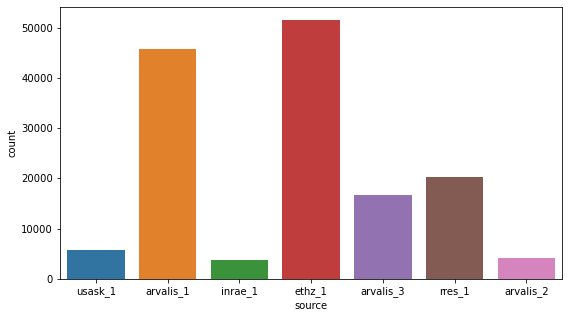 50000
40000
30000
20000
10000
0
count
usask_1 arvalis_1 inrae_1 ethz_1 arvalis_3 rres_1 arvalis_2
source